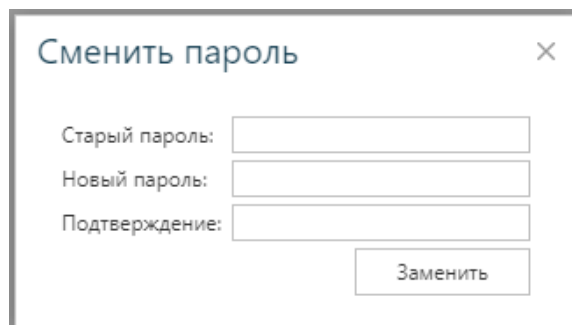 Сменить пароль
Старый пароль:
Новый пароль:
Подтверждение:
Заменить